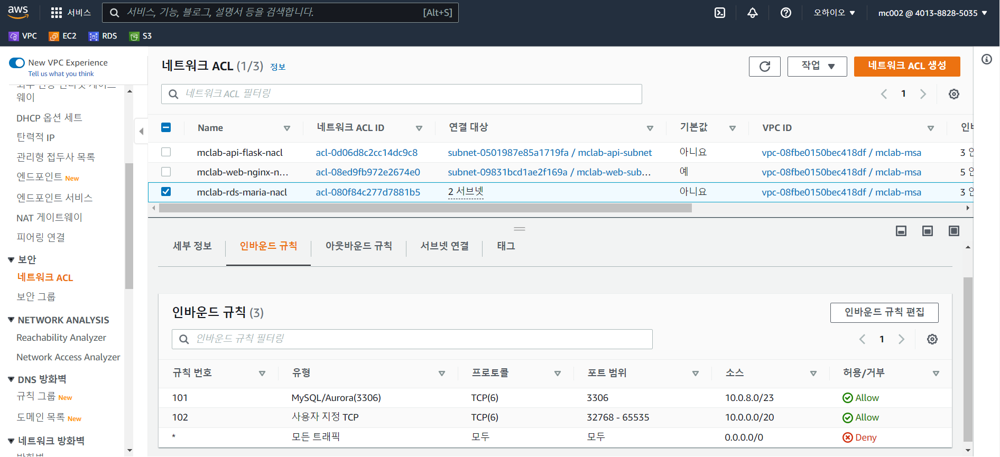 aws
서비스
서비스, 기능, 블로그, 설명서 등을 검색합니다.
[Alt+S]
오하이오
mc002 @ 4013-8828-5035
VPC
EC2
RDS
S3
New VPC Experience
Tell us what you think
웨이
DHCP 옵션 세트
탄력적 IP
관리형 접두사 목록
엔드포인트 New
엔드포인트 서비스
NAT 게이트웨이
피어링 연결
보안
네트워크 ACL
보안 그룹
NETWORK ANALYSIS
Reachability Analyzer
Network Access Analyzer
DNS 방화벽
규칙 그룹 New
도메인 목록 New
네트워크 방화벽
네트워크 ACL (1/3) 정보
작업
네트워크 ACL 생성
네트워크 ACL 필터링
1
Name 네트워크 ACL ID 연결 대상 기본값 VPC ID
mclab-api-flask-nacl acl-0d06d8c2cc14dc9c8 subnet-0501987e85a1719fa / mclab-api-subnet 아니요 vpc-08fbe0150bec418df / mclab-msa 3
mclab-web-nginx-n... acl-08ed9fb972e2674e0 subnet-09831bcd1ae2f169a / mclab-web-sub... 예 vpc-08fbe0150bec418df / mclab-msa 5
mclab-rds-maria-nacl acl-080f84c277d7881b5 2 서브넷 아니요 vpc-08fbe0150bec418df / mclab-msa 3
세부 정보 인바운드 규칙 아웃바운드 규칙 서브넷 연결 태그
인바운드 규칙 (3)
인바운드 규칙 편집
인바운드 규칙 필터링
1
규칙 번호 유형 프로토콜 포트 범위 소스 허용/거부
101 MySQL/Aurora(3306) TCP(6) 3306 10.0.8.0/23 Allow
102 사용자 지정 TCP TCP(6) 32768 - 65535 10.0.0.0/20 Allow
* 모든 트래픽 모두 모두 0.0.0.0/0 Deny